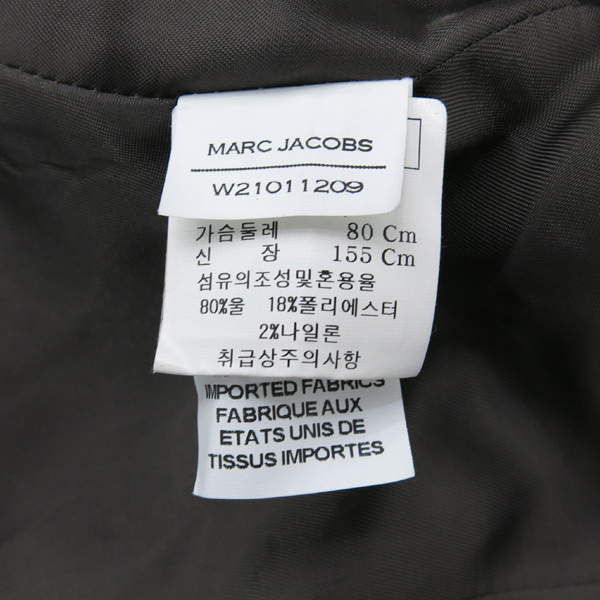 MARC JACOBS
W21011209
가슴둘레 80 Cm
신 장 155 Cm
섬유의조성및혼용율
80%울 18%폴리에스터
2%나일론
취급상주의사항
IMPORTED FABRICS
FABRIQUE AUX
ETATS UNIS DE
TISSUS IMPORTES